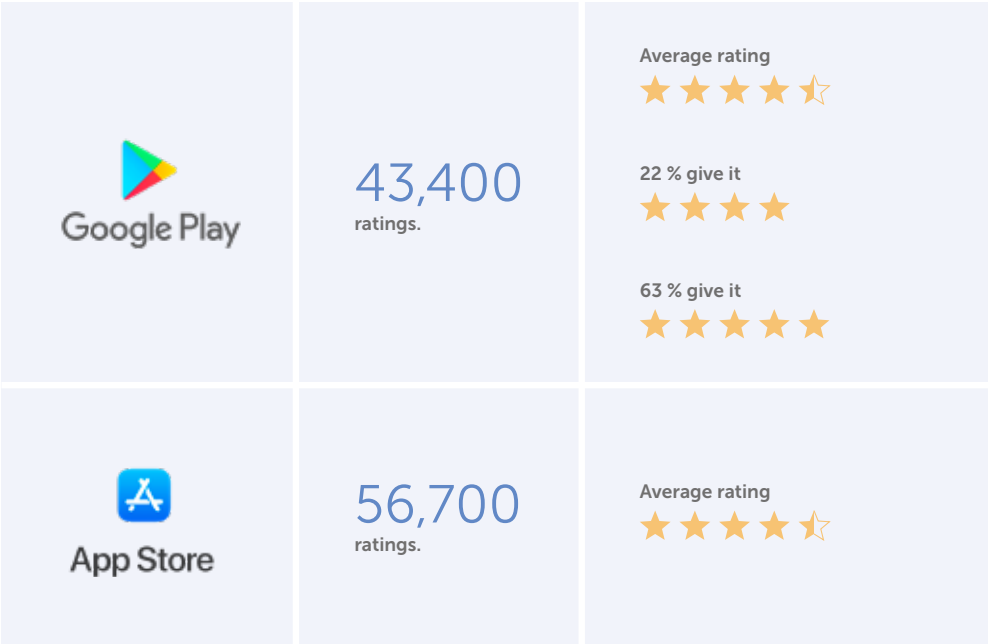 Google Play
43,400
ratings.
Average rating
22 % give it
63 % give it
App Store
56,700
ratings.
Average rating